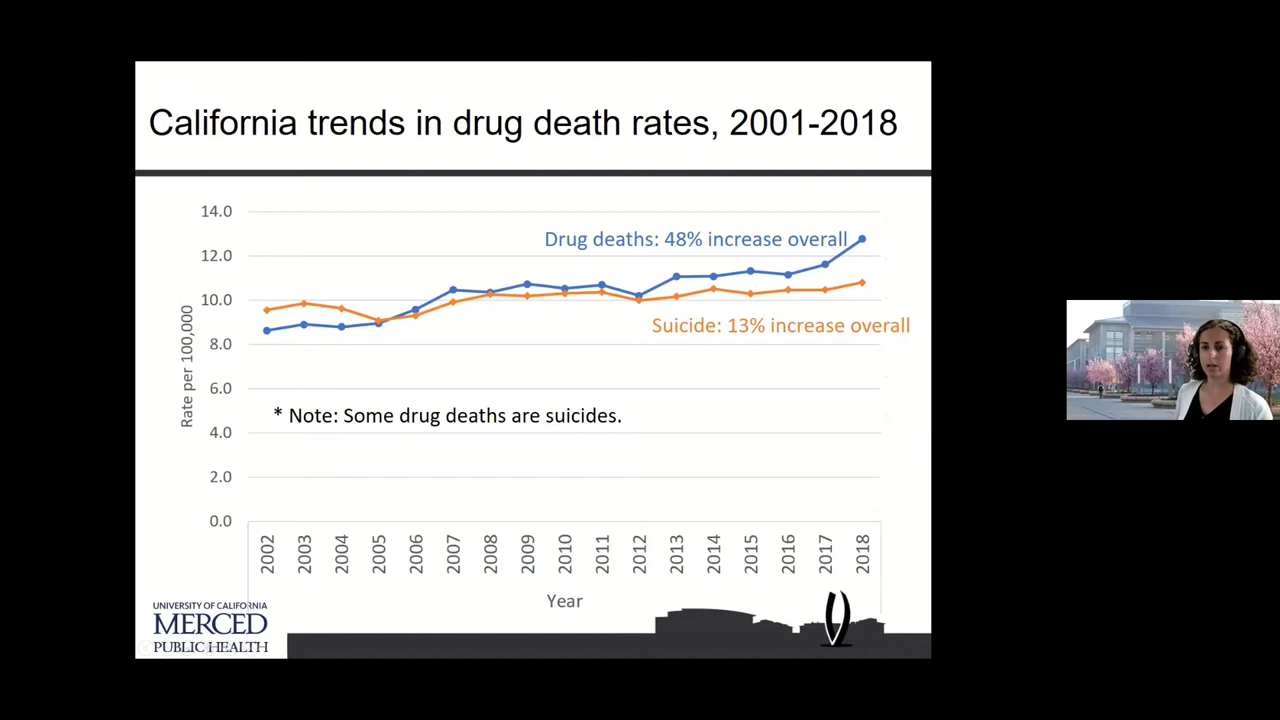 California trends in drug death rates, 2001-2018
14.0
12.0
10.0
8.0
6.0
4.0
2.0
0.0
Rate per 100,000
Drug deaths: 48% increase overall
Suicide: 13% increase overall
* Note: Some drug deaths are suicides.
2002 2003 2004 2005 2006 2007 2008 2009 2010 2011 2012 2013 2014 2015 2016 2017 2018
Year
UNIVERSITY OF CALIFORNIA
MERCED
PUBLIC HEALTH